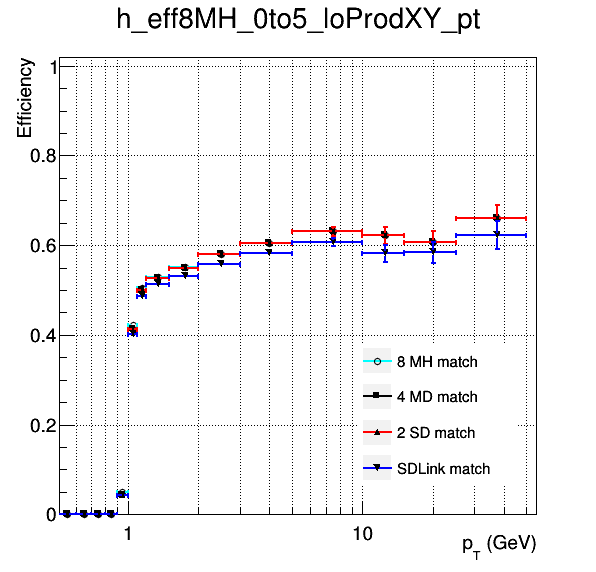 h_eff8MH_0to5_loProdXY_pt
Efficiency
1
0.8
0.6
0.4
0.2
0
8 MH match
4 MD match
2 SD match
SDLink match
1
10
p_T (GeV)